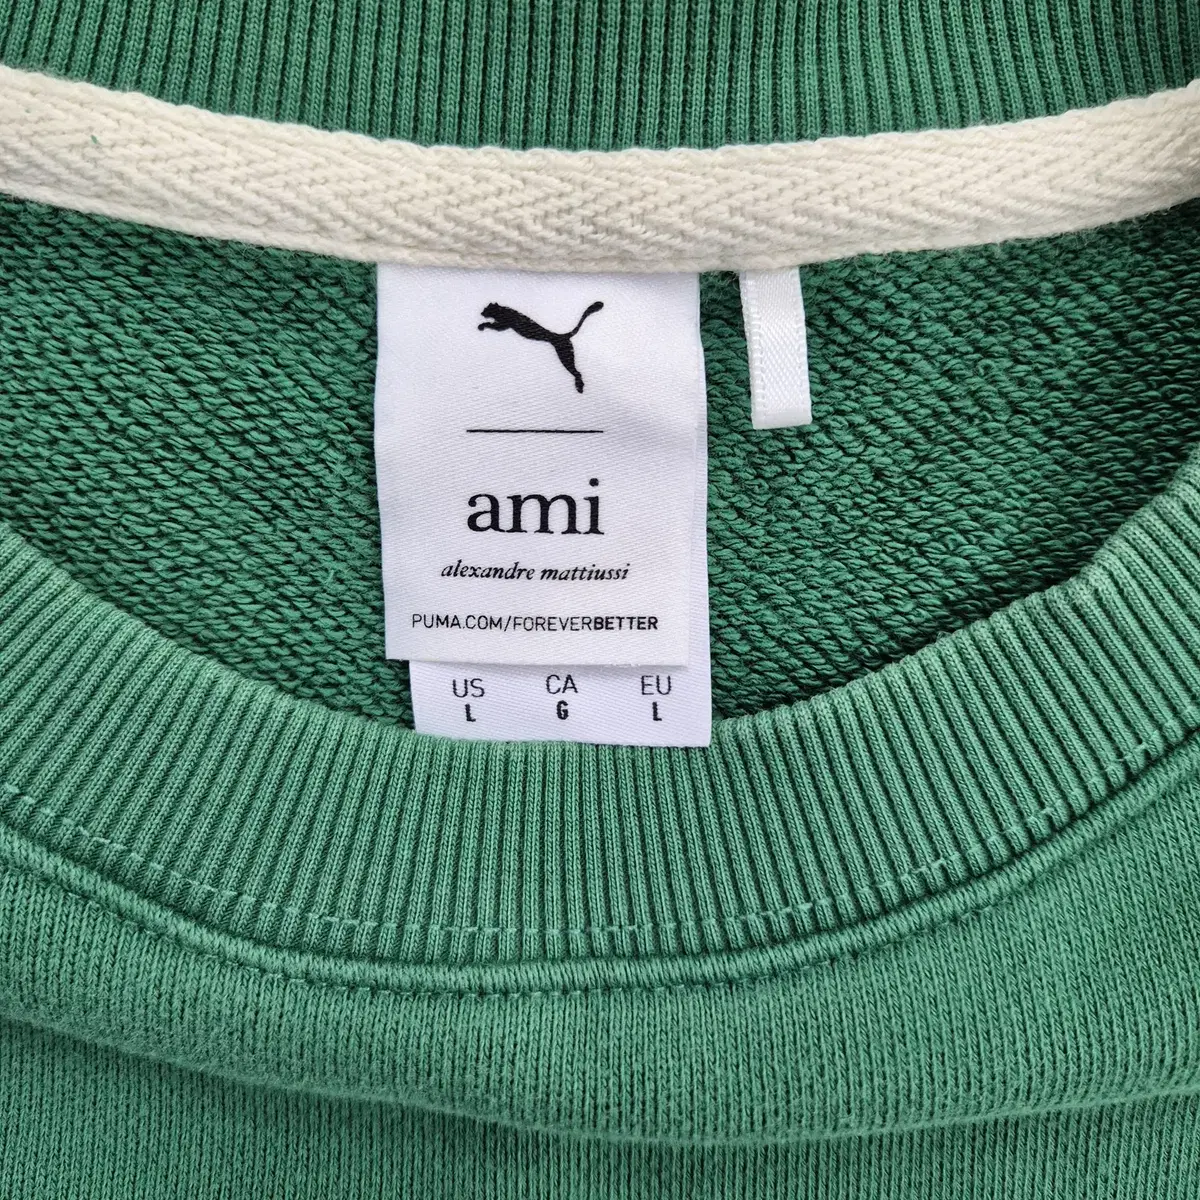 ami
alexandre mattiussi
PUMA.COM/FOREVERBETTER
US CA EU
L G L